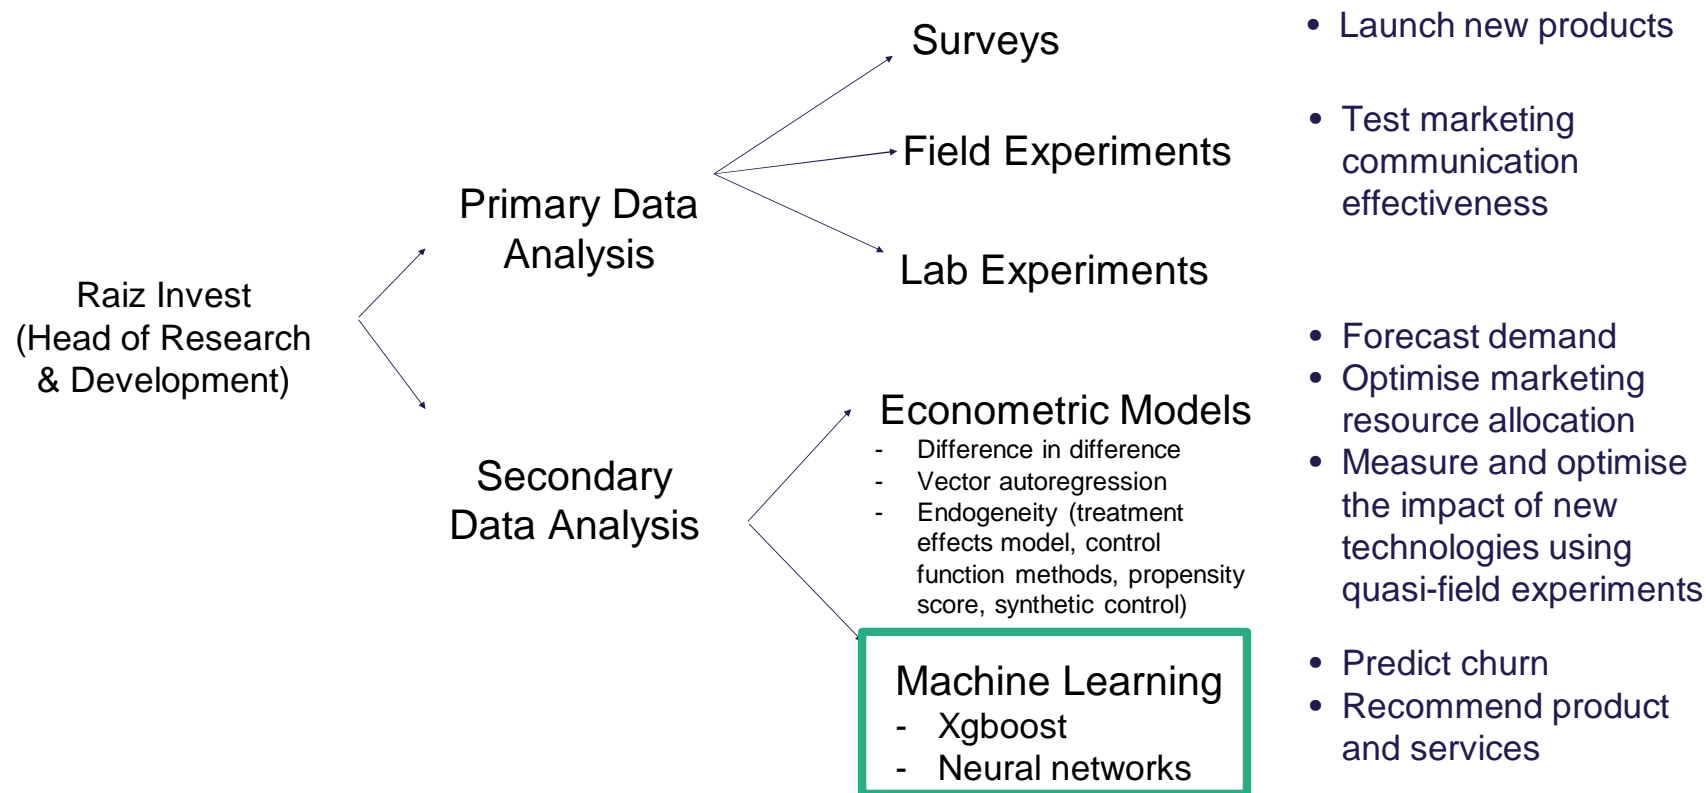 Raiz Invest
(Head of Research
& Development)
Primary Data
Analysis
Surveys
Field Experiments
Lab Experiments
• Launch new products
• Test marketing
communication
effectiveness
Secondary
Data Analysis
Econometric Models
- Difference in difference
- Vector autoregression
- Endogeneity (treatment
effects model, control
function methods, propensity
score, synthetic control)
• Forecast demand
• Optimise marketing
resource allocation
• Measure and optimise
the impact of new
technologies using
quasi-field experiments
Machine Learning
- Xgboost
- Neural networks
• Predict churn
• Recommend product
and services